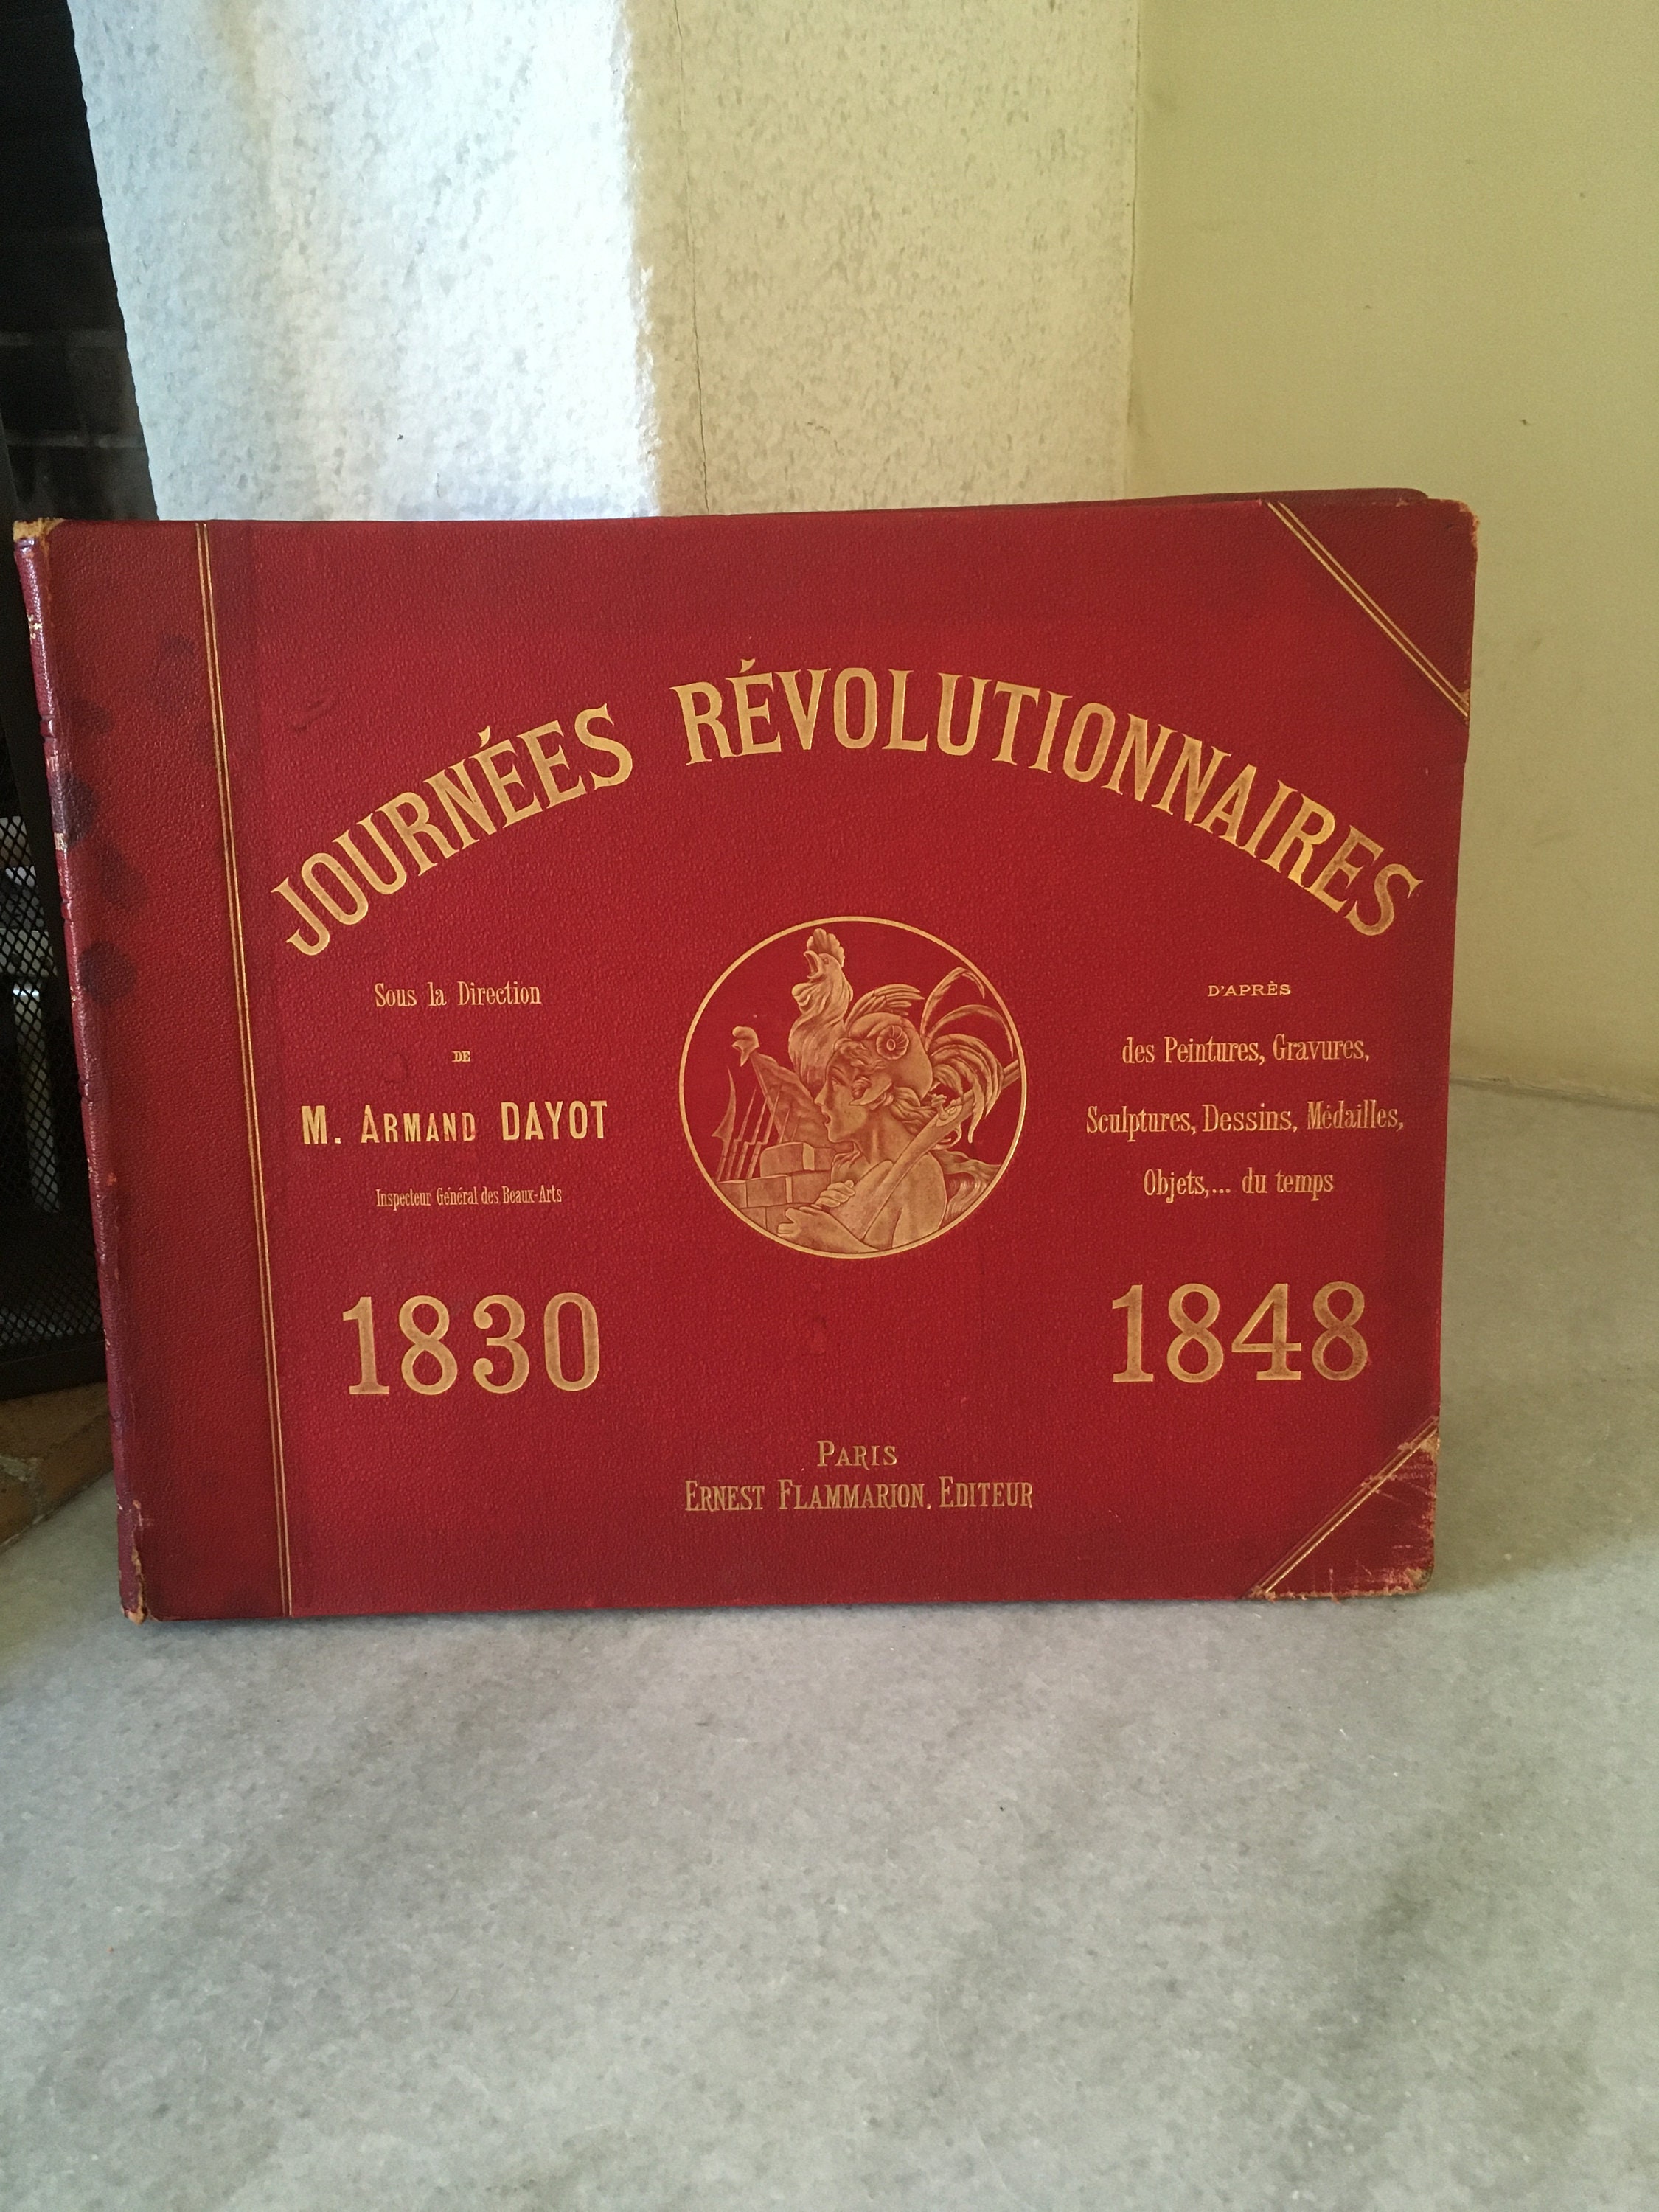 JOURNÉES RÉVOLUTIONNAIRES
Sous la Direction
DE
M. ARMAND DAYOT
Inspecteur Général des Beaux-Arts
D'APRÈS
des Peintures, Gravures,
Sculptures, Dessins, Médailles,
Objets,... du temps
1830
1848
PARIS
ERNEST FLAMMARION, EDITEUR